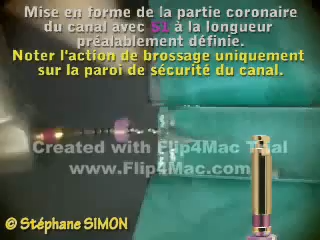 Mise en forme de la partie coronaire
du canal avec S1 à la longueur
préalablement définie.
Noter l'action de brossage uniquement
sur la paroi de sécurité du canal.
Created with Flip4Mac Trial
www.Flip4Mac.com
© Stéphane SIMON